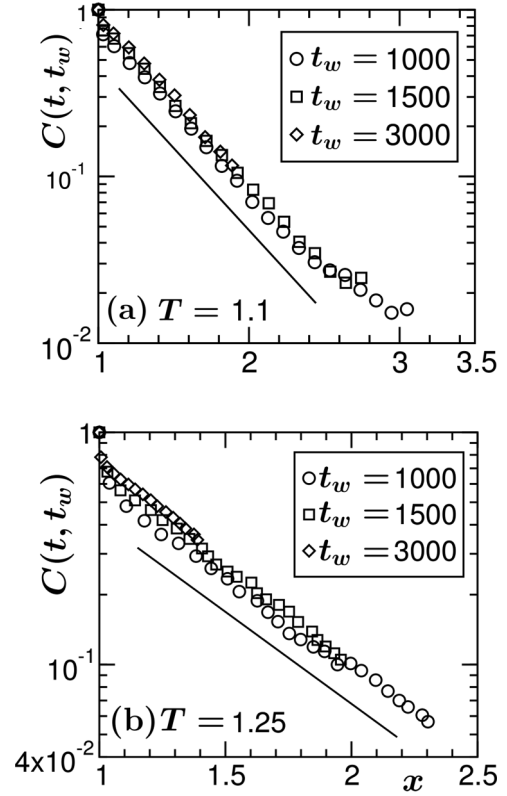 1
C(t, t_w)
t_w = 1000
t_w = 1500
t_w = 3000
10^-1
(a) T = 1.1
10^-2
1 2 3 3.5
1
C(t, t_w)
t_w = 1000
t_w = 1500
t_w = 3000
10^-1
(b) T = 1.25
4x10^-2
1 1.5 2 x 2.5